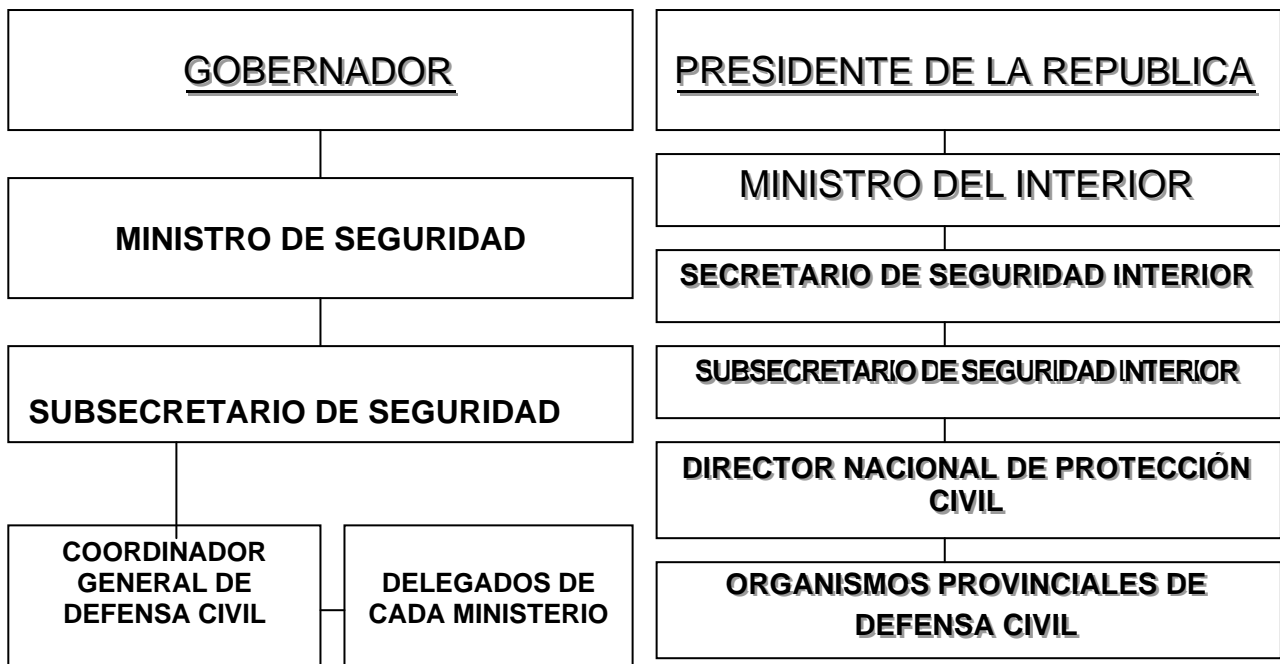 GOBERNADOR
MINISTRO DE SEGURIDAD
SUBSECRETARIO DE SEGURIDAD
COORDINADOR
GENERAL DE
DEFENSA CIVIL
DELEGADOS DE
CADA MINISTERIO
PRESIDENTE DE LA REPUBLICA
MINISTRO DEL INTERIOR
SECRETARIO DE SEGURIDAD INTERIOR
SUBSECRETARIO DE SEGURIDAD INTERIOR
DIRECTOR NACIONAL DE PROTECCIÓN
CIVIL
ORGANISMOS PROVINCIALES DE
DEFENSA CIVIL